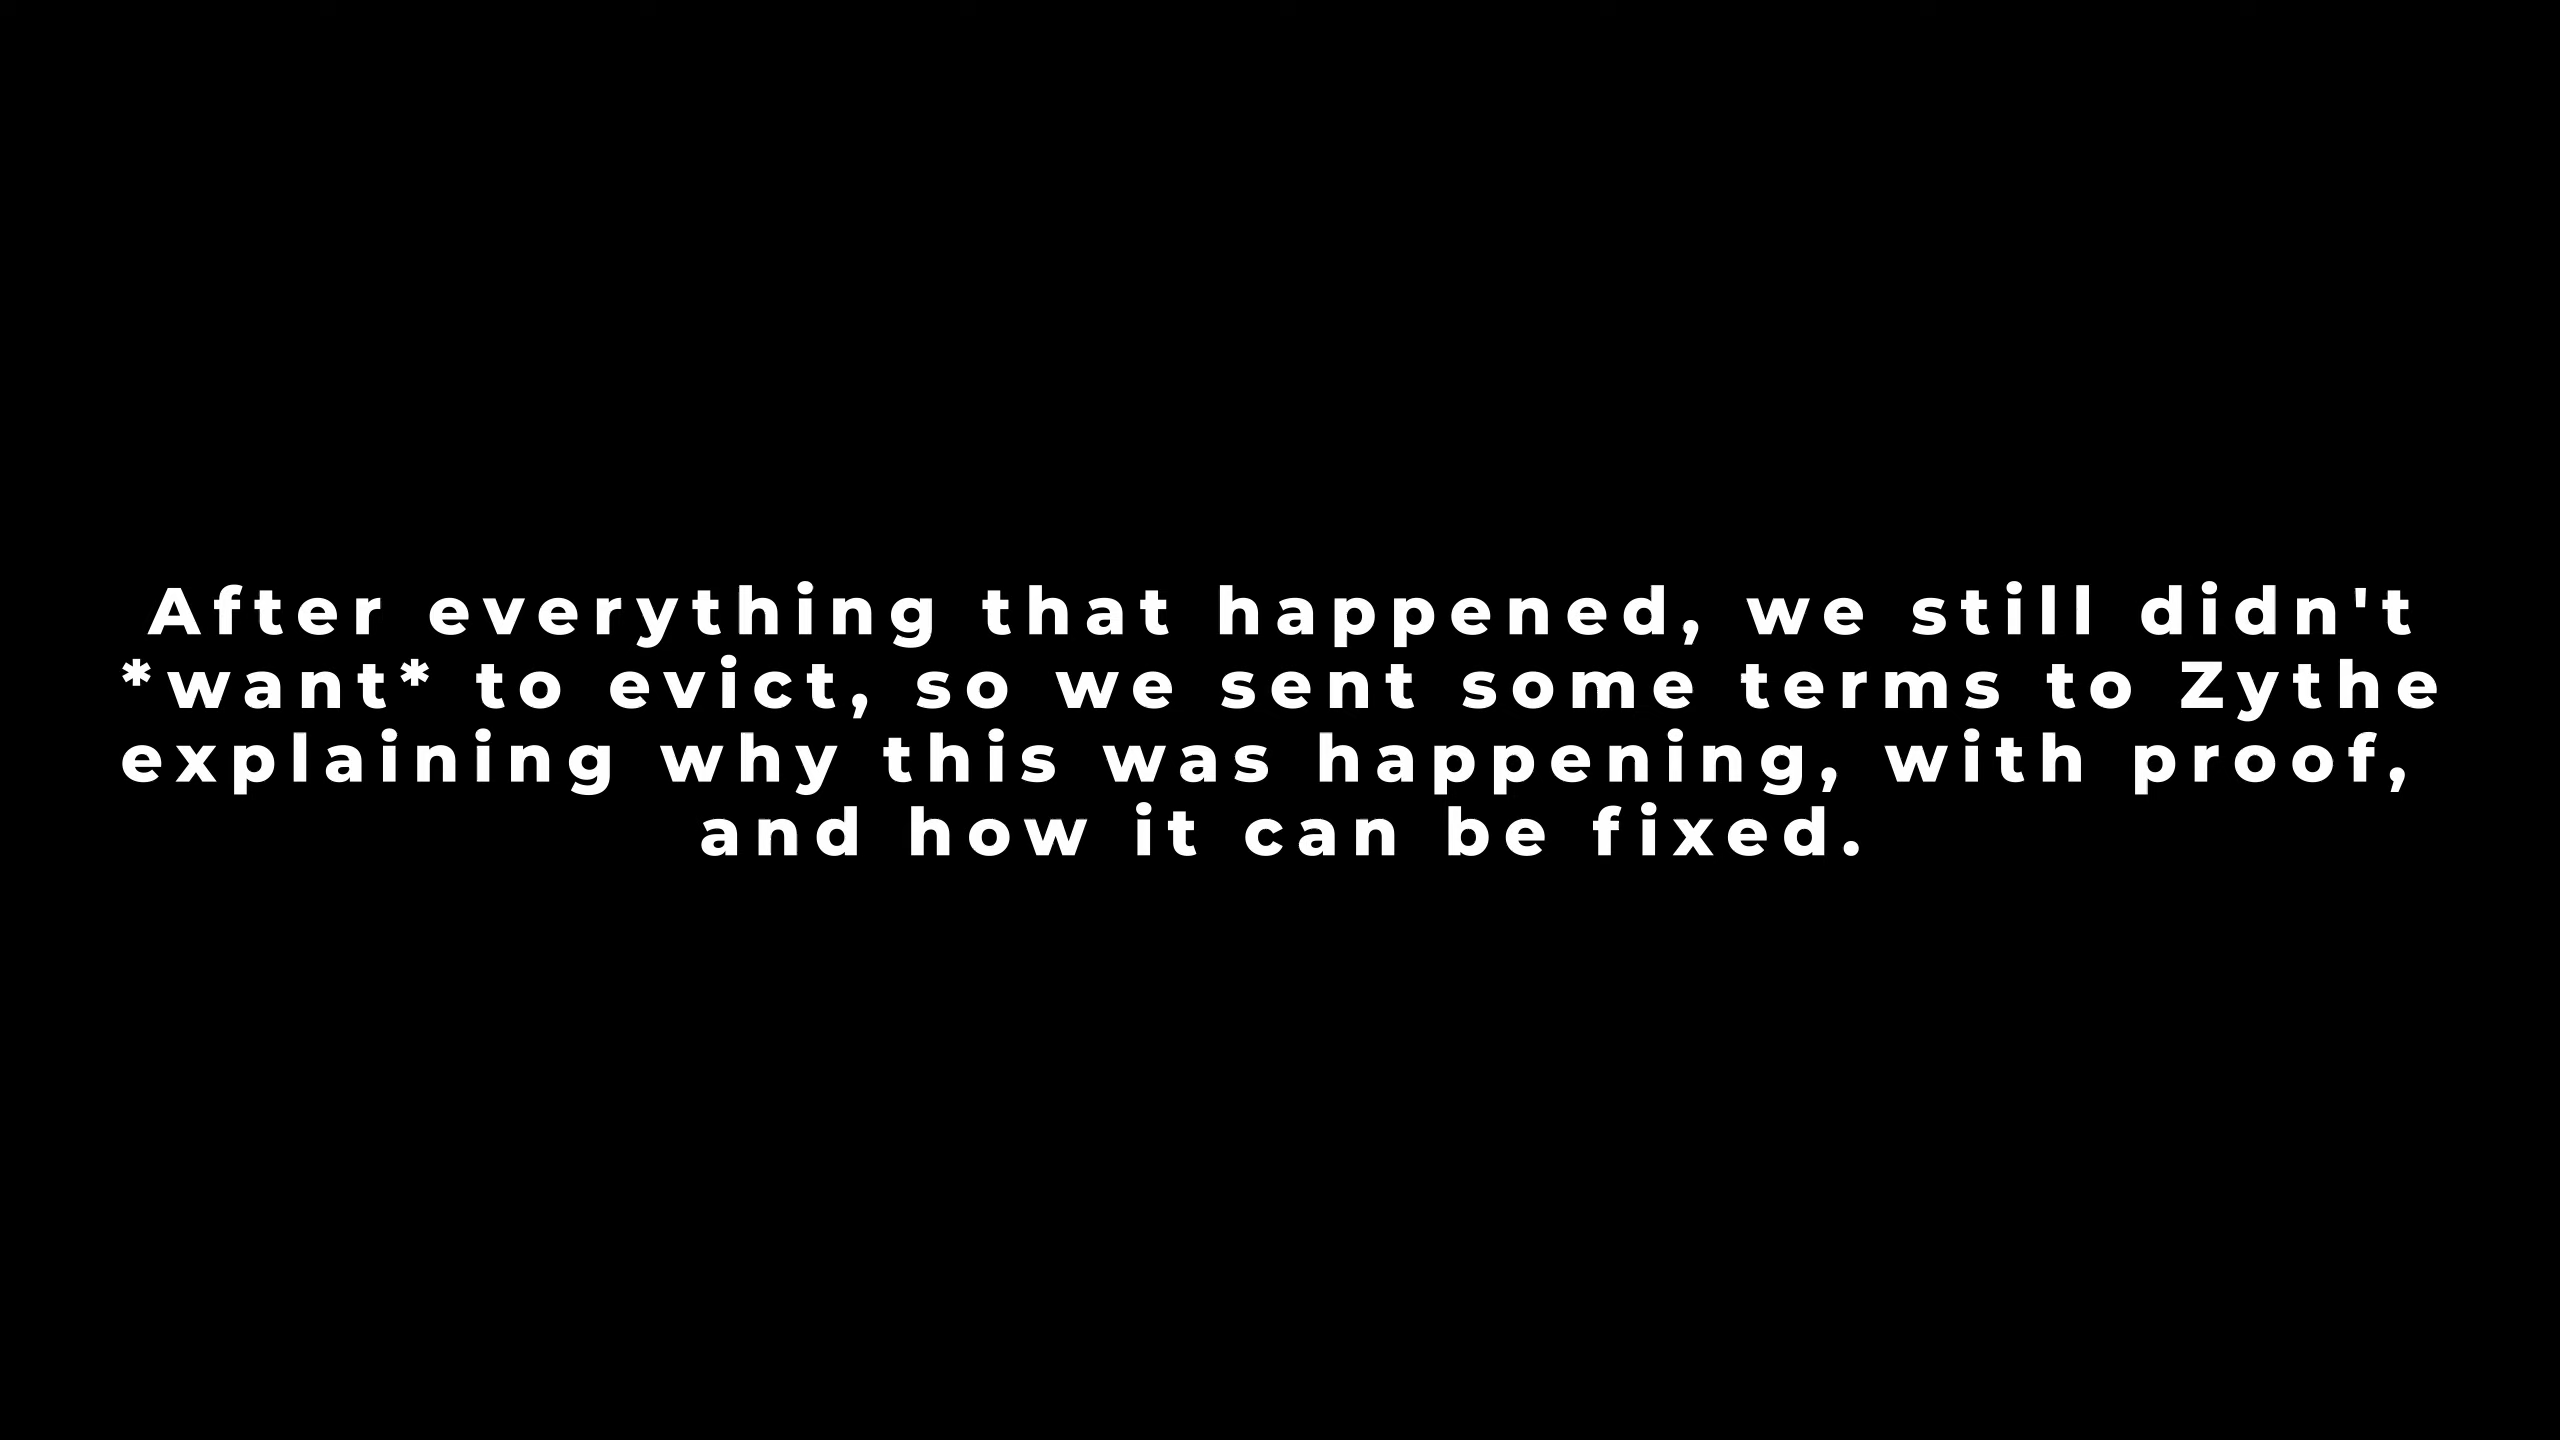 After everything that happened, we still didn't
*want* to evict, so we sent some terms to Zythe
explaining why this was happening, with proof,
and how it can be fixed.